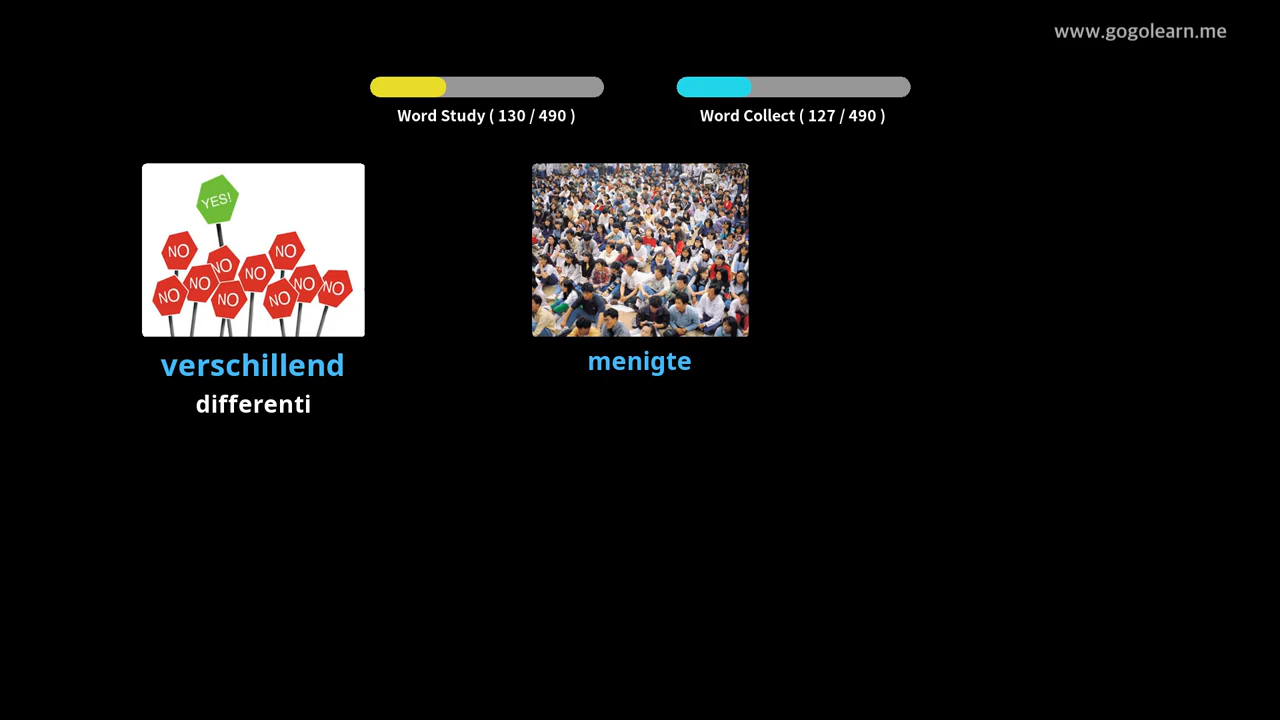 www.gogolearn.me
Word Study ( 130 / 490 )
Word Collect ( 127 / 490 )
YES!
NO
NO
NO
NO
NO
NO
NO
NO
NO
NO
verschillend
differenti
menigte